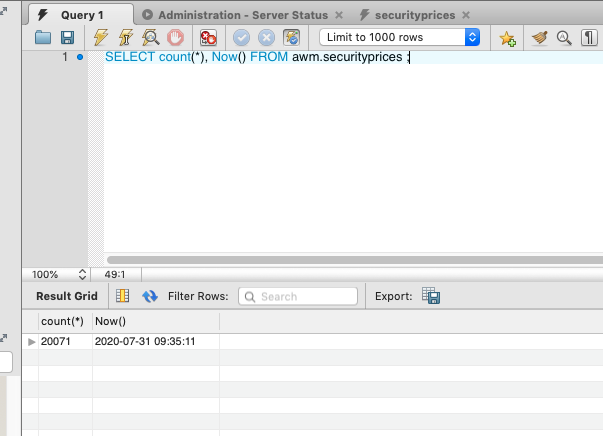 Query 1 Administration - Server Status securityprices
Limit to 1000 rows
1 SELECT count(*), Now() FROM awm.securityprices ;
100% 49:1
Result Grid Filter Rows: Search Export:
count(*) Now()
20071 2020-07-31 09:35:11